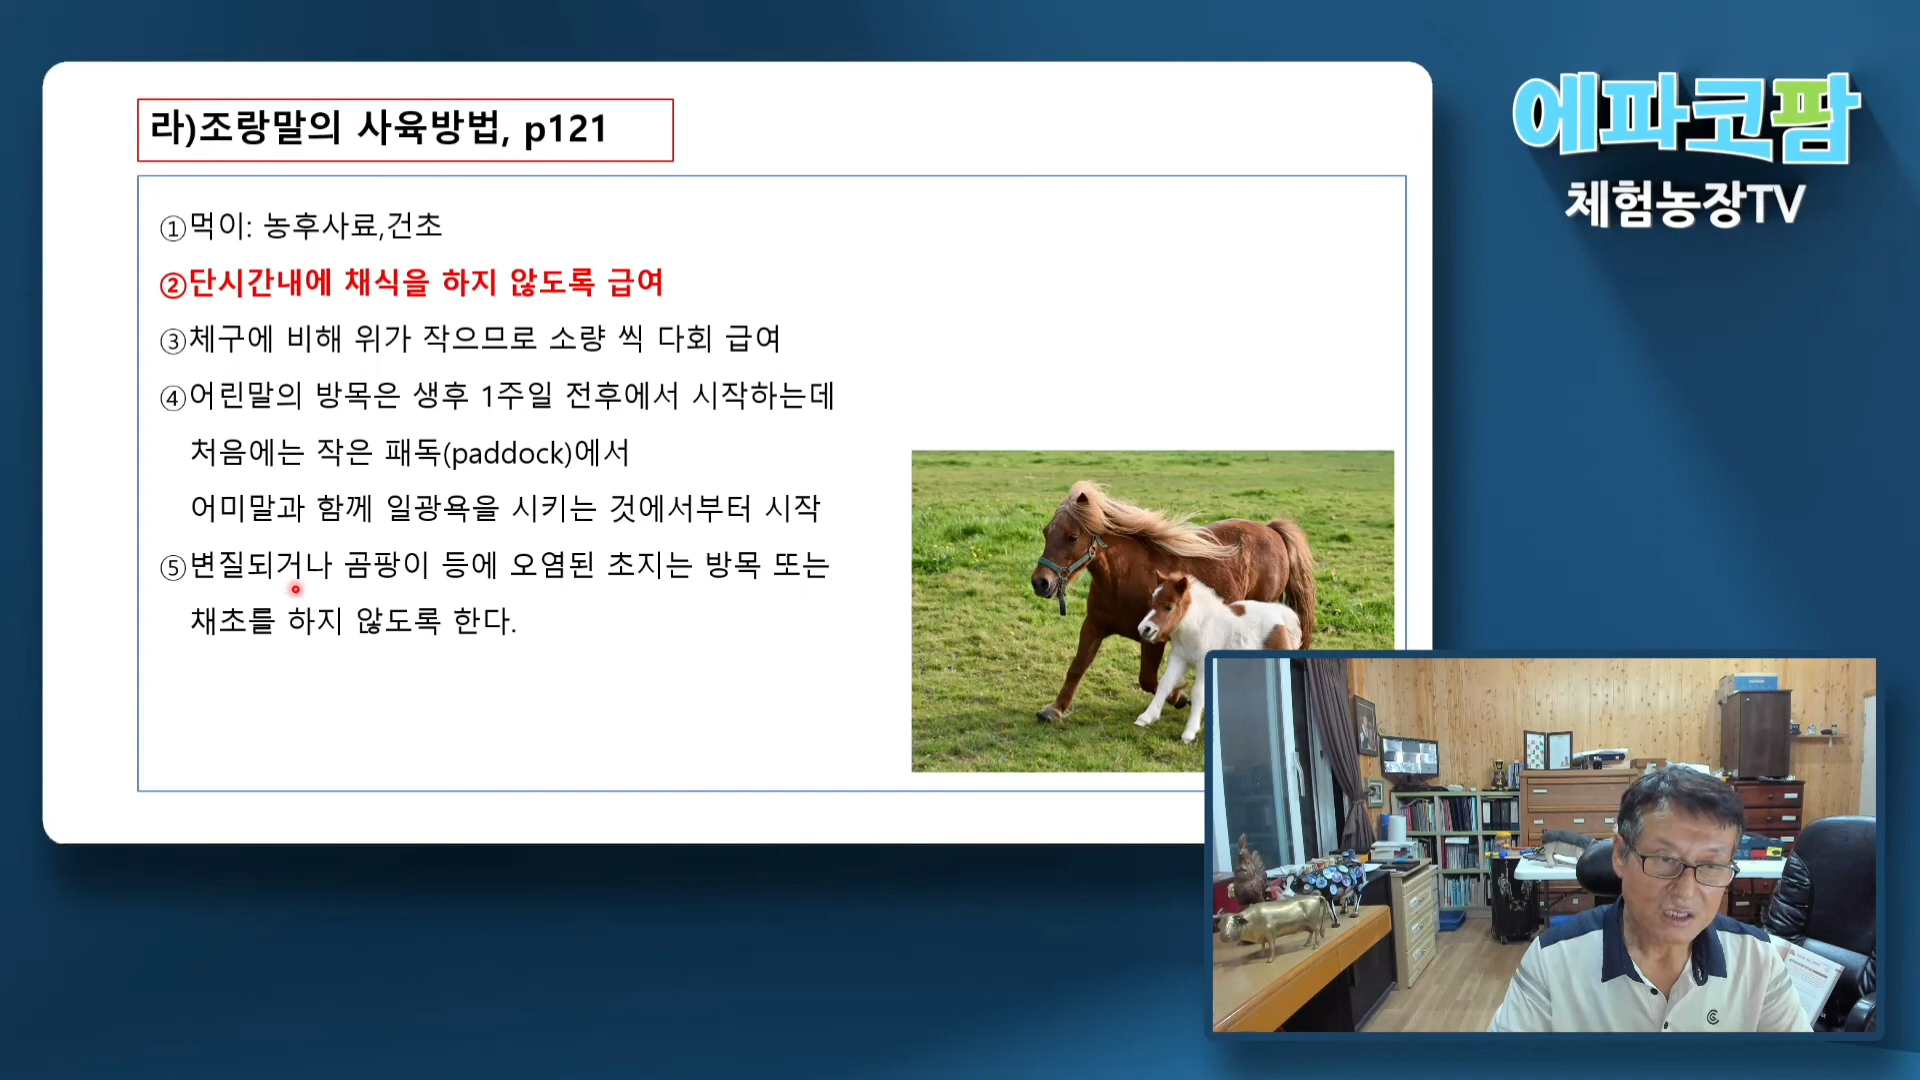 라)조랑말의 사육방법, p121
①먹이: 농후사료,건초
②단시간내에 채식을 하지 않도록 급여
③체구에 비해 위가 작으므로 소량 씩 다회 급여
④어린말의 방목은 생후 1주일 전후에서 시작하는데
처음에는 작은 패독(paddock)에서
어미말과 함께 일광욕을 시키는 것에서부터 시작
⑤변질되거나 곰팡이 등에 오염된 초지는 방목 또는
채초를 하지 않도록 한다.
에파코팜
체험농장TV